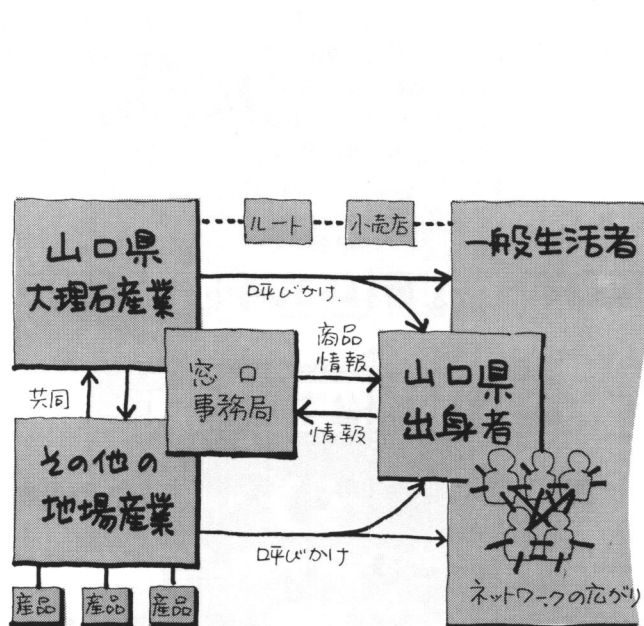 山口県
大理石産業
ルート
小売店
一般生活者
呼びかけ
商品
情報
窓口
事務局
山口県
出身者
情報
共同
その他の
地場産業
呼びかけ
産品
産品
産品
ネットワークの広がり